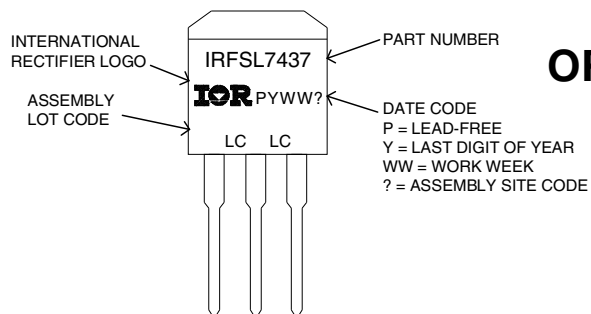 INTERNATIONAL
RECTIFIER LOGO
ASSEMBLY
LOT CODE
IRFSL7437
IOR PYWW?
LC LC
PART NUMBER
DATE CODE
P = LEAD-FREE
Y = LAST DIGIT OF YEAR
WW = WORK WEEK
? = ASSEMBLY SITE CODE